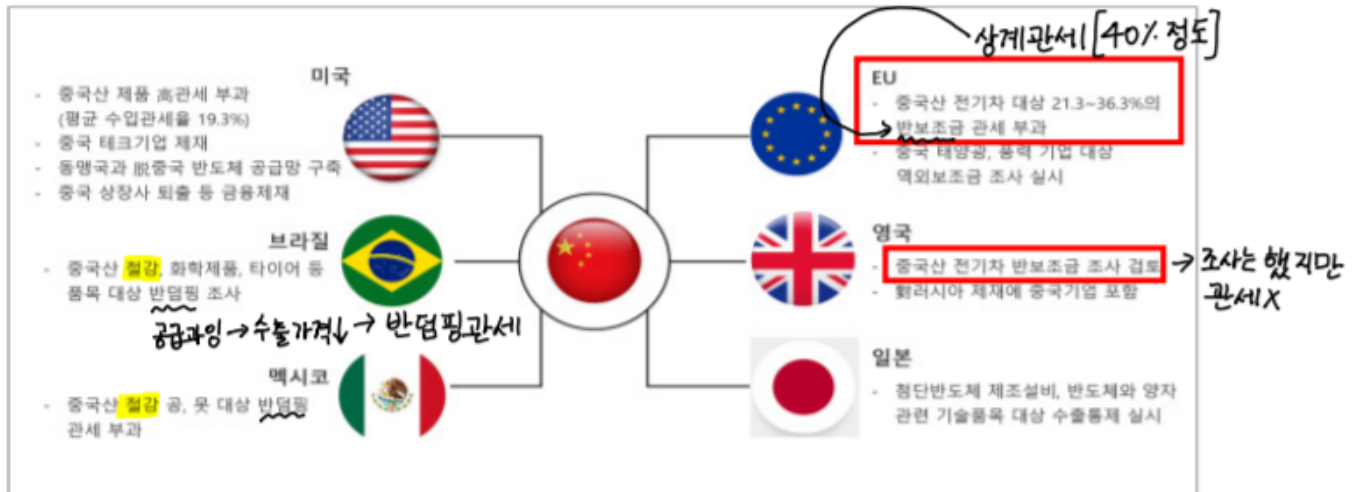 상계관세 [40% 정도]
미국
- 중국산 제품 高관세 부과
(평균 수입관세율 19.3%)
- 중국 테크기업 제재
- 동맹국과 脫중국 반도체 공급망 구축
- 중국 상장사 퇴출 등 금융제재
브라질
- 중국산 철강, 화학제품, 타이어 등
품목 대상 반덤핑 조사
공급과잉 → 수출가격↓ → 반덤핑관세
멕시코
- 중국산 철강 공, 못 대상 반덤핑
관세 부과
EU
- 중국산 전기차 대상 21.3~36.3%의
반보조금 관세 부과
- 중국 태양광, 풍력 기업 대상
역외보조금 조사 실시
영국
- 중국산 전기차 반보조금 조사 검토
→ 조사는 했지만
관세X
- 對러시아 제재에 중국기업 포함
일본
- 첨단반도체 제조설비, 반도체와 양자
관련 기술품목 대상 수출통제 실시